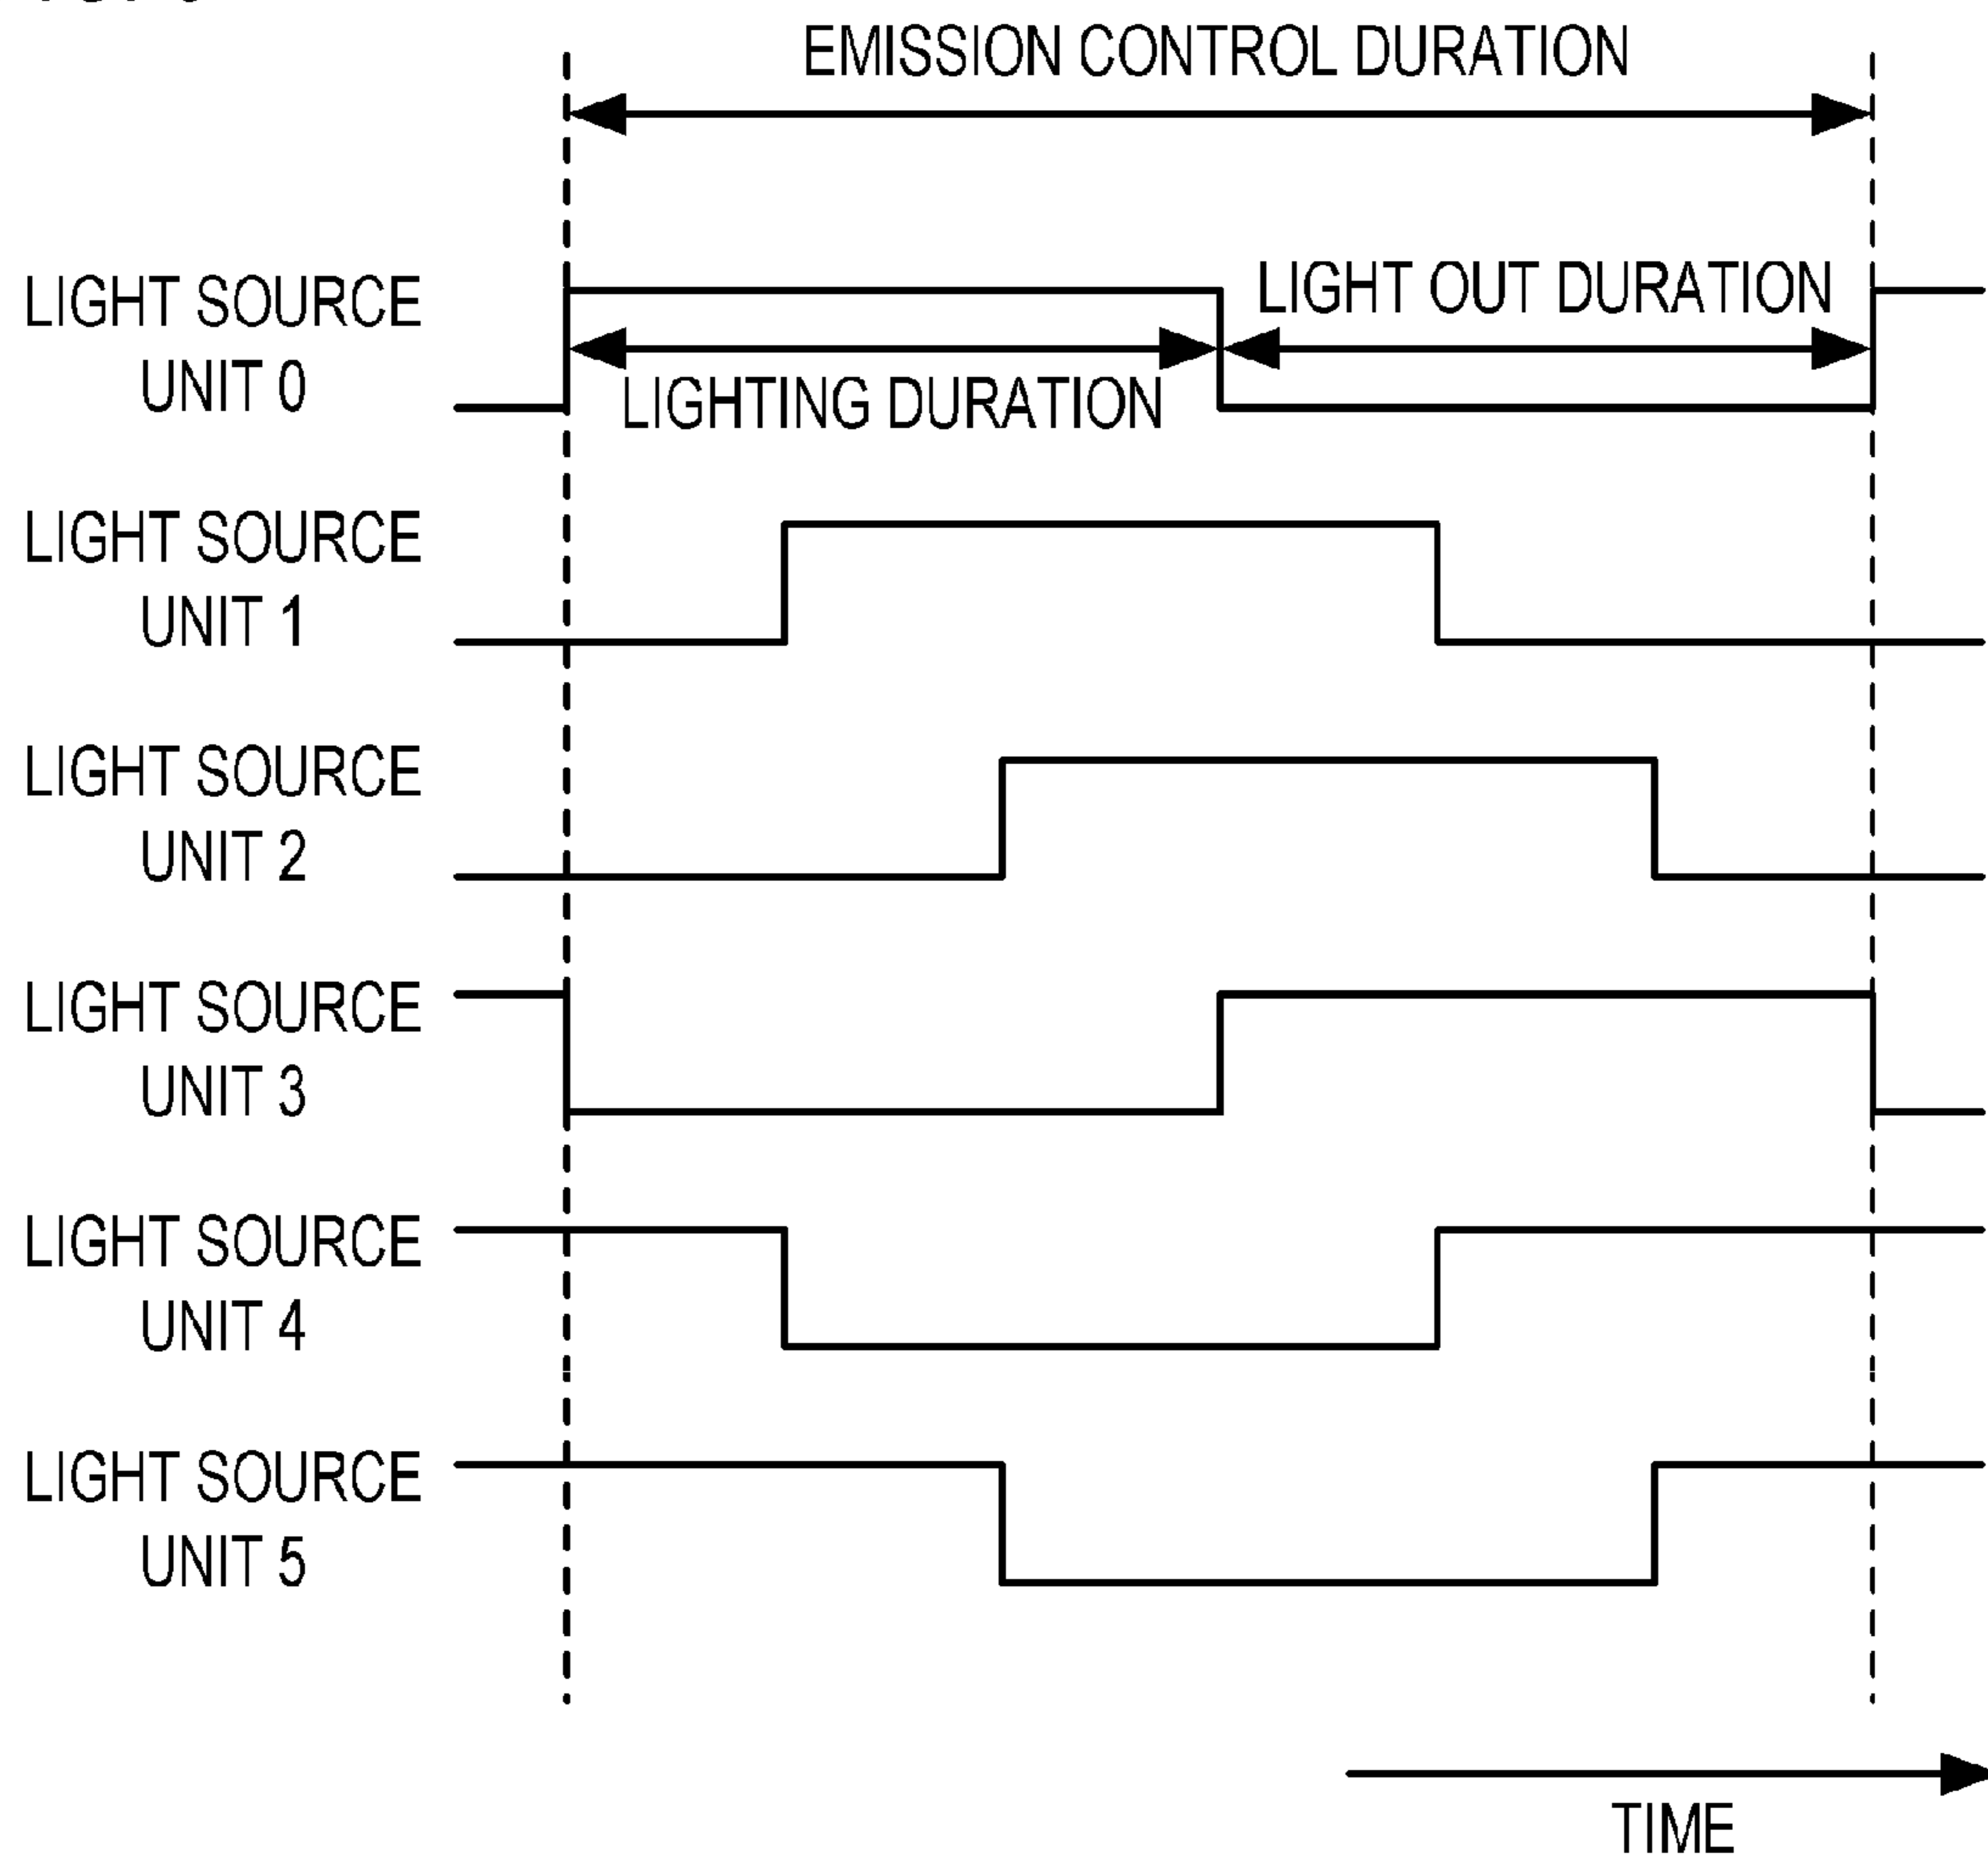 EMISSION CONTROL DURATION
LIGHT SOURCE
UNIT 0
LIGHT OUT DURATION
LIGHTING DURATION
LIGHT SOURCE
UNIT 1
LIGHT SOURCE
UNIT 2
LIGHT SOURCE
UNIT 3
LIGHT SOURCE
UNIT 4
LIGHT SOURCE
UNIT 5
TIME